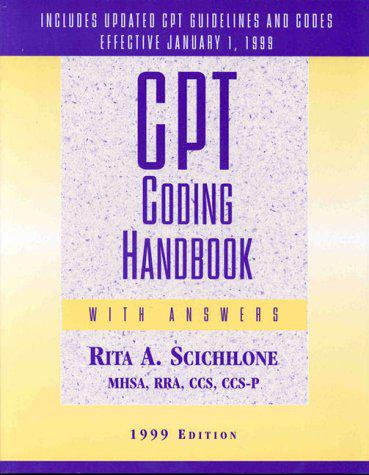 INCLUDES UPDATED CPT GUIDELINES AND CODES
EFFECTIVE JANUARY 1, 1999
CPT
CODING
HANDBOOK
WITH ANSWERS
RITA A. SCICHILONE
MHSA, RRA, CCS, CCS-P
1999 EDITION